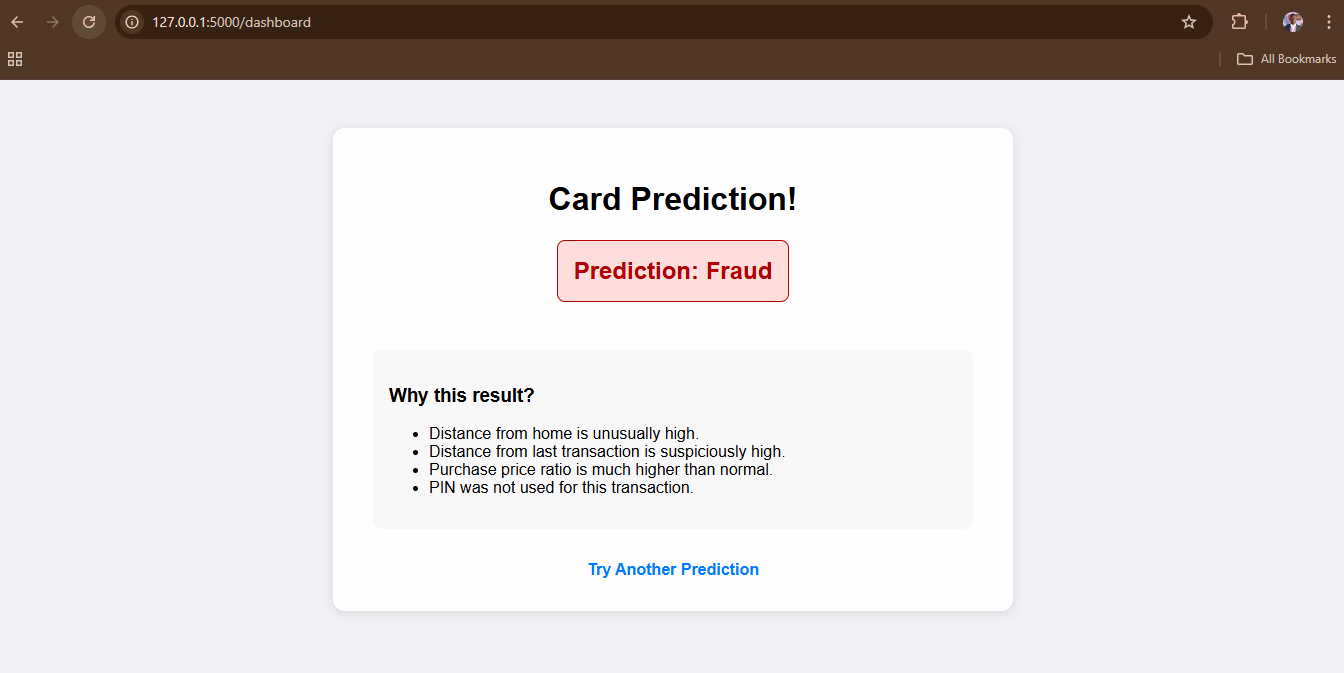 127.0.0.1:5000/dashboard
All Bookmarks
Card Prediction!
Prediction: Fraud
Why this result?
• Distance from home is unusually high.
• Distance from last transaction is suspiciously high.
• Purchase price ratio is much higher than normal.
• PIN was not used for this transaction.
Try Another Prediction